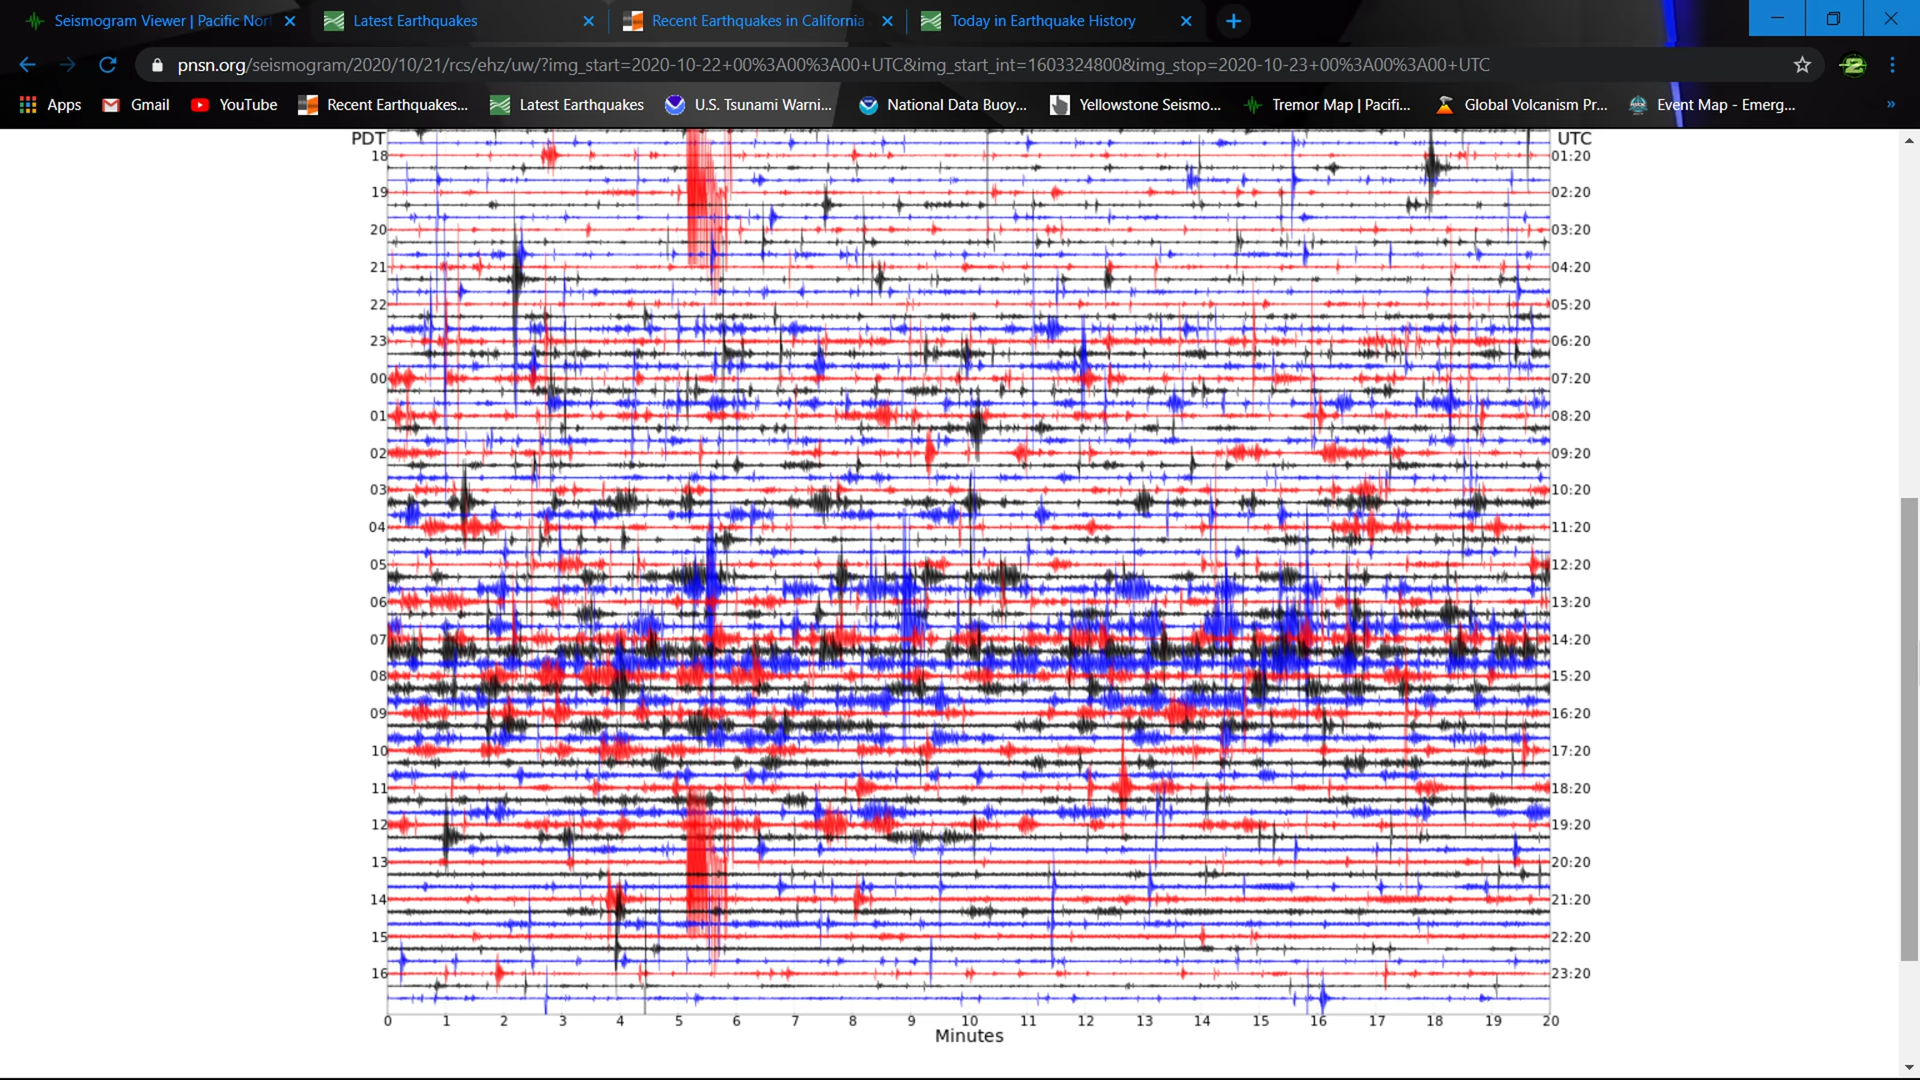 Seismogram Viewer | Pacific Nor
Latest Earthquakes
Recent Earthquakes in California
Today in Earthquake History
pnsn.org/seismogram/2020/10/21/rcs/ehz/uw/?img_start=2020-10-22+00%3A00%3A00+UTC&img_start_int=1603324800&img_stop=2020-10-23+00%3A00%3A00+UTC
Apps
Gmail
YouTube
Recent Earthquakes...
Latest Earthquakes
U.S. Tsunami Warni...
National Data Buoy...
Yellowstone Seismo...
Tremor Map | Pacifi...
Global Volcanism Pr...
Event Map - Emerg...
»
PDT UTC
18 01:20
19 02:20
20 03:20
21 04:20
22 05:20
23 06:20
00 07:20
01 08:20
02 09:20
03 10:20
04 11:20
05 12:20
06 13:20
07 14:20
08 15:20
09 16:20
10 17:20
11 18:20
12 19:20
13 20:20
14 21:20
15 22:20
16 23:20
0 1 2 3 4 5 6 7 8 9 10 11 12 13 14 15 16 17 18 19 20
Minutes